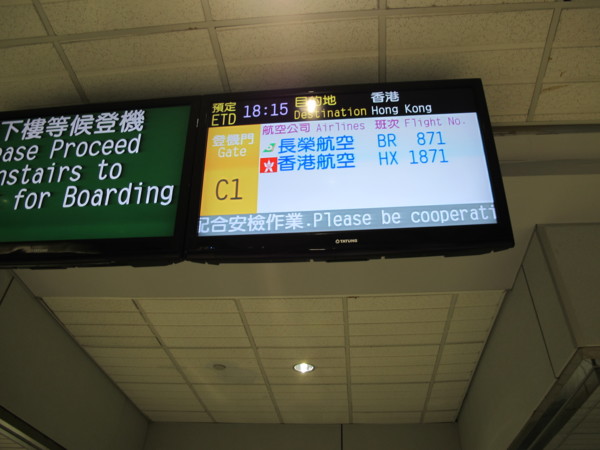 下樓等候登機
ease Proceed
nstairs to
for Boarding
預定 ETD 18:15 目的地 Destination 香港 Hong Kong
登機門 Gate C1
航空公司 Airlines 班次 Flight No.
長榮航空 BR 871
香港航空 HX 1871
配合安檢作業.Please be cooperati
TATUNG